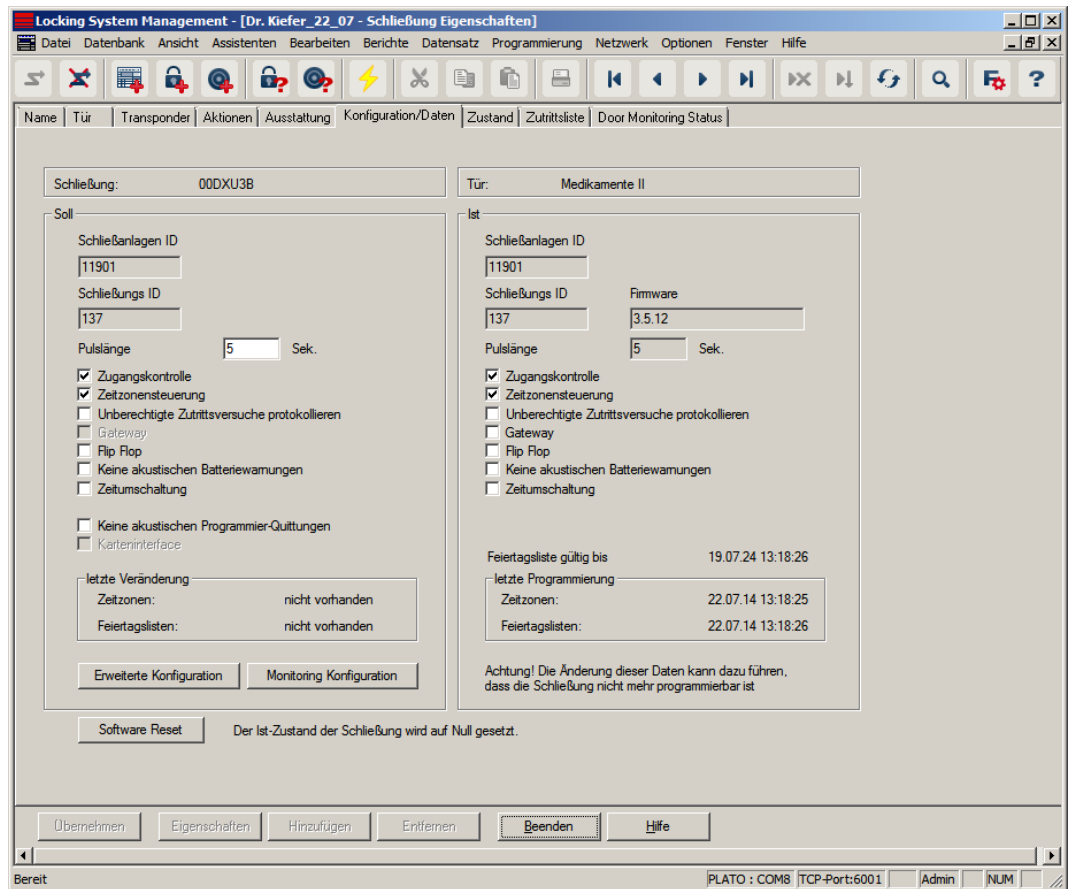 Locking System Management - [Dr. Kiefer_22_07 - Schließung Eigenschaften]
Datei Datenbank Ansicht Assistenten Bearbeiten Berichte Datensatz Programmierung Netzwerk Optionen Fenster Hilfe
Name Tür Transponder Aktionen Ausstattung Konfiguration/Daten Zustand Zutrittsliste Door Monitoring Status
Schließung: 00DXU3B
Tür: Medikamente II
Soll
Schließanlagen ID
11901
Schließungs ID
137
Pulslänge 5 Sek.
Zugangskontrolle
Zeitzonensteuerung
Unberechtigte Zutrittsversuche protokollieren
Gateway
Flip Flop
Keine akustischen Batteriewarnungen
Zeitumschaltung
Keine akustischen Programmier-Quittungen
Karteninterface
letzte Veränderung
Zeitzonen: nicht vorhanden
Feiertagslisten: nicht vorhanden
Erweiterte Konfiguration Monitoring Konfiguration
Ist
Schließanlagen ID
11901
Schließungs ID Firmware
137 3.5.12
Pulslänge 5 Sek.
Zugangskontrolle
Zeitzonensteuerung
Unberechtigte Zutrittsversuche protokollieren
Gateway
Flip Flop
Keine akustischen Batteriewarnungen
Zeitumschaltung
Feiertagsliste gültig bis 19.07.24 13:18:26
letzte Programmierung
Zeitzonen: 22.07.14 13:18:25
Feiertagslisten: 22.07.14 13:18:26
Achtung! Die Änderung dieser Daten kann dazu führen,
dass die Schließung nicht mehr programmierbar ist
Software Reset Der Ist-Zustand der Schließung wird auf Null gesetzt.
Übernehmen Eigenschaften Hinzufügen Entfernen Beenden Hilfe
Bereit PLATO : COM8 TCP-Port:6001 Admin NUM